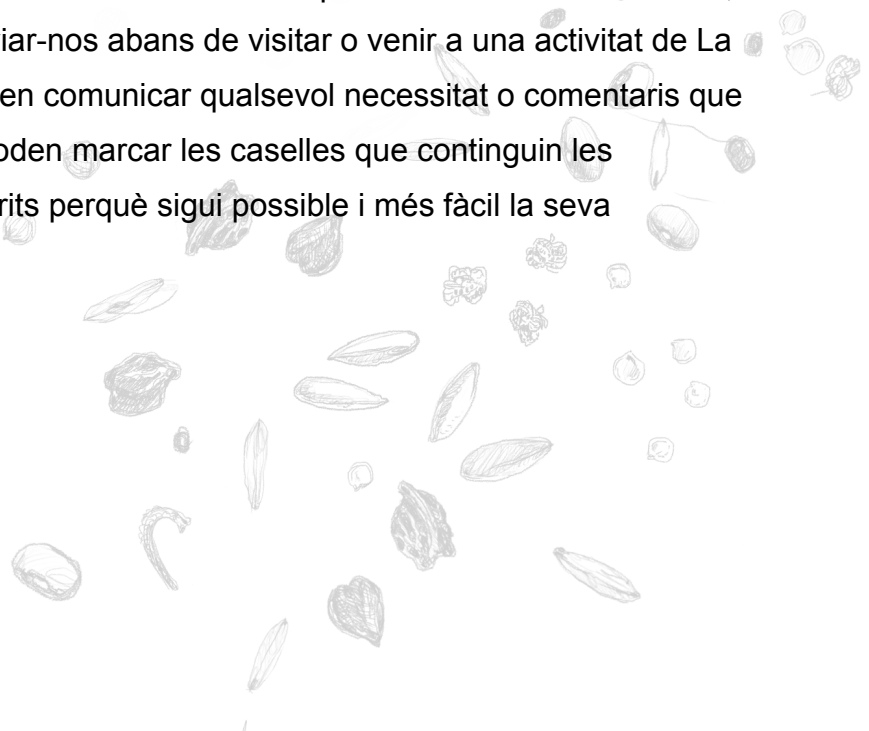 iar-nos abans de visitar o venir a una activitat de La
en comunicar qualsevol necessitat o comentaris que
oden marcar les caselles que continguin les
rits perquè sigui possible i més fàcil la seva